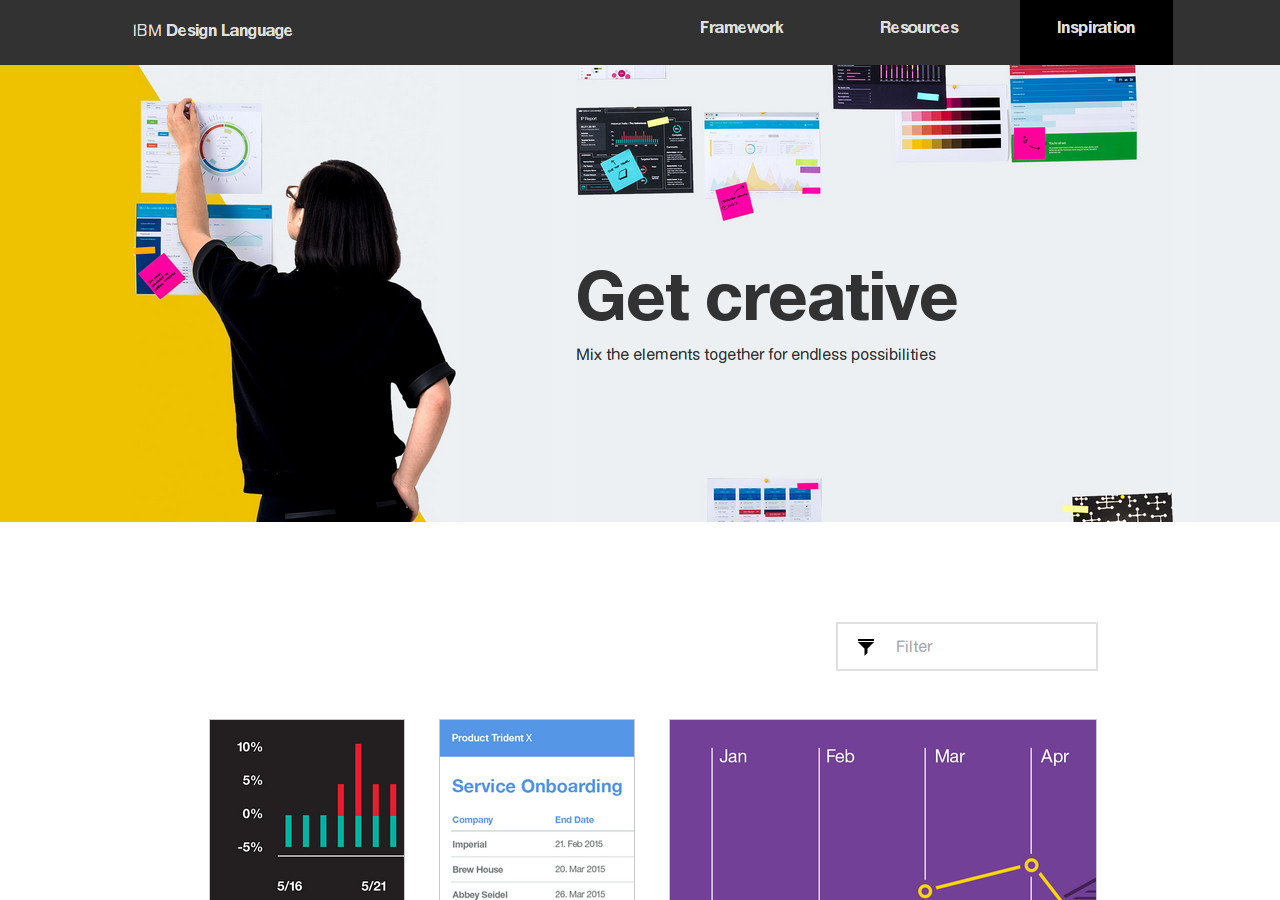 IBM Design Language
Framework
Resources
Inspiration
IP Report
Get creative
Mix the elements together for endless possibilities
Filter
10%
5%
0%
-5%
5/16
5/21
Product Trident X
Service Onboarding
Company End Date
Imperial 21. Feb 2015
Brew House 20. Mar 2015
Abbey Seidel 26. Mar 2015
Jan
Feb
Mar
Apr